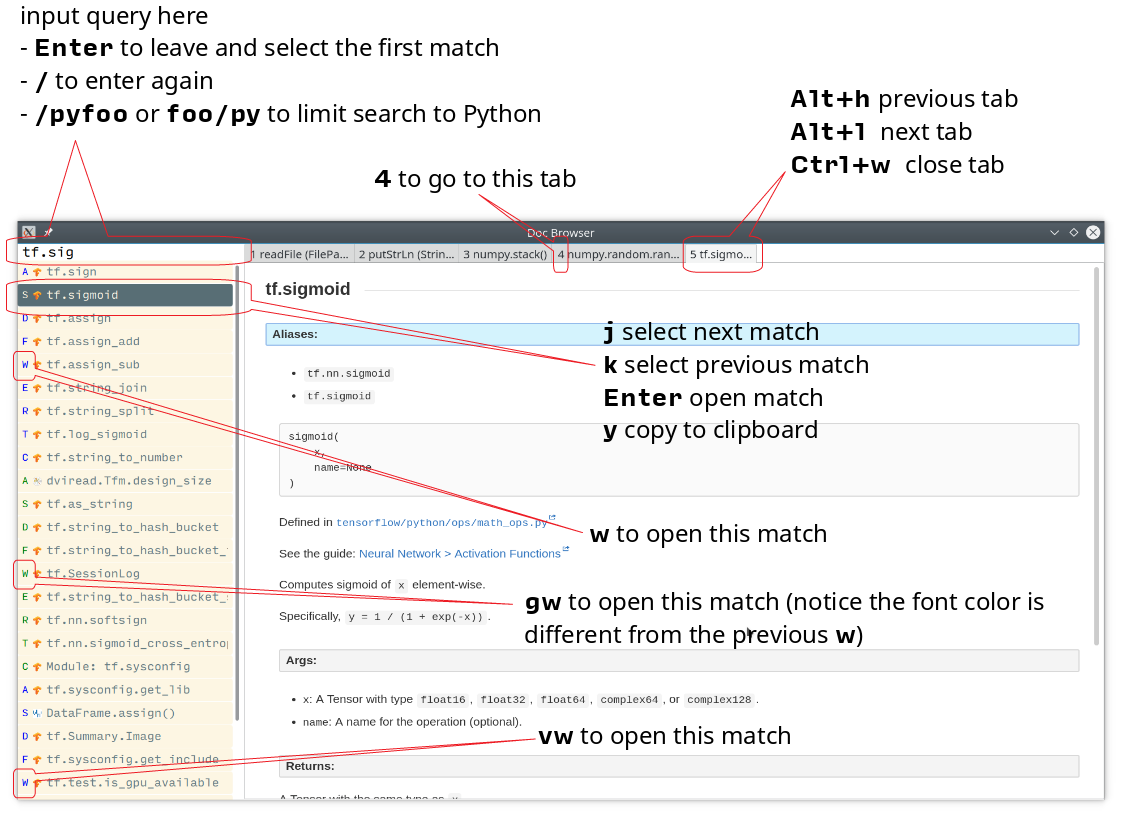 input query here
- Enter to leave and select the first match
- / to enter again
- /pyfoo or foo/py to limit search to Python
Alt+h previous tab
Alt+l next tab
Ctrl+w close tab
4 to go to this tab
Doc Browser
tf.sig
1 readFile (FilePa...
2 putStrLn (Strin...
3 numpy.stack()
4 numpy.random.ran...
5 tf.sigmo...
A tf.sign
S tf.sigmoid
D tf.assign
F tf.assign_add
W tf.assign_sub
E tf.string_join
R tf.string_split
T tf.log_sigmoid
C tf.string_to_number
A dviread.Tfm.design_size
S tf.as_string
D tf.string_to_hash_bucket
F tf.string_to_hash_bucket_
W tf.SessionLog
E tf.string_to_hash_bucket_
R tf.nn.softsign
T tf.nn.sigmoid_cross_entrop
C Module: tf.sysconfig
A tf.sysconfig.get_lib
S DataFrame.assign()
D tf.Summary.Image
F tf.sysconfig.get_include
W tf.test.is_gpu_available
tf.sigmoid
Aliases:
• tf.nn.sigmoid
• tf.sigmoid
j select next match
k select previous match
Enter open match
y copy to clipboard
sigmoid(
x,
name=None
)
Defined in tensorflow/python/ops/math_ops.py
w to open this match
See the guide: Neural Network > Activation Functions
Computes sigmoid of x element-wise.
Specifically, y = 1 / (1 + exp(-x)) .
gw to open this match (notice the font color is
different from the previous w)
Args:
• x: A Tensor with type float16 , float32 , float64 , complex64 , or complex128 .
• name: A name for the operation (optional).
vw to open this match
Returns:
A Tensor with the same type as x